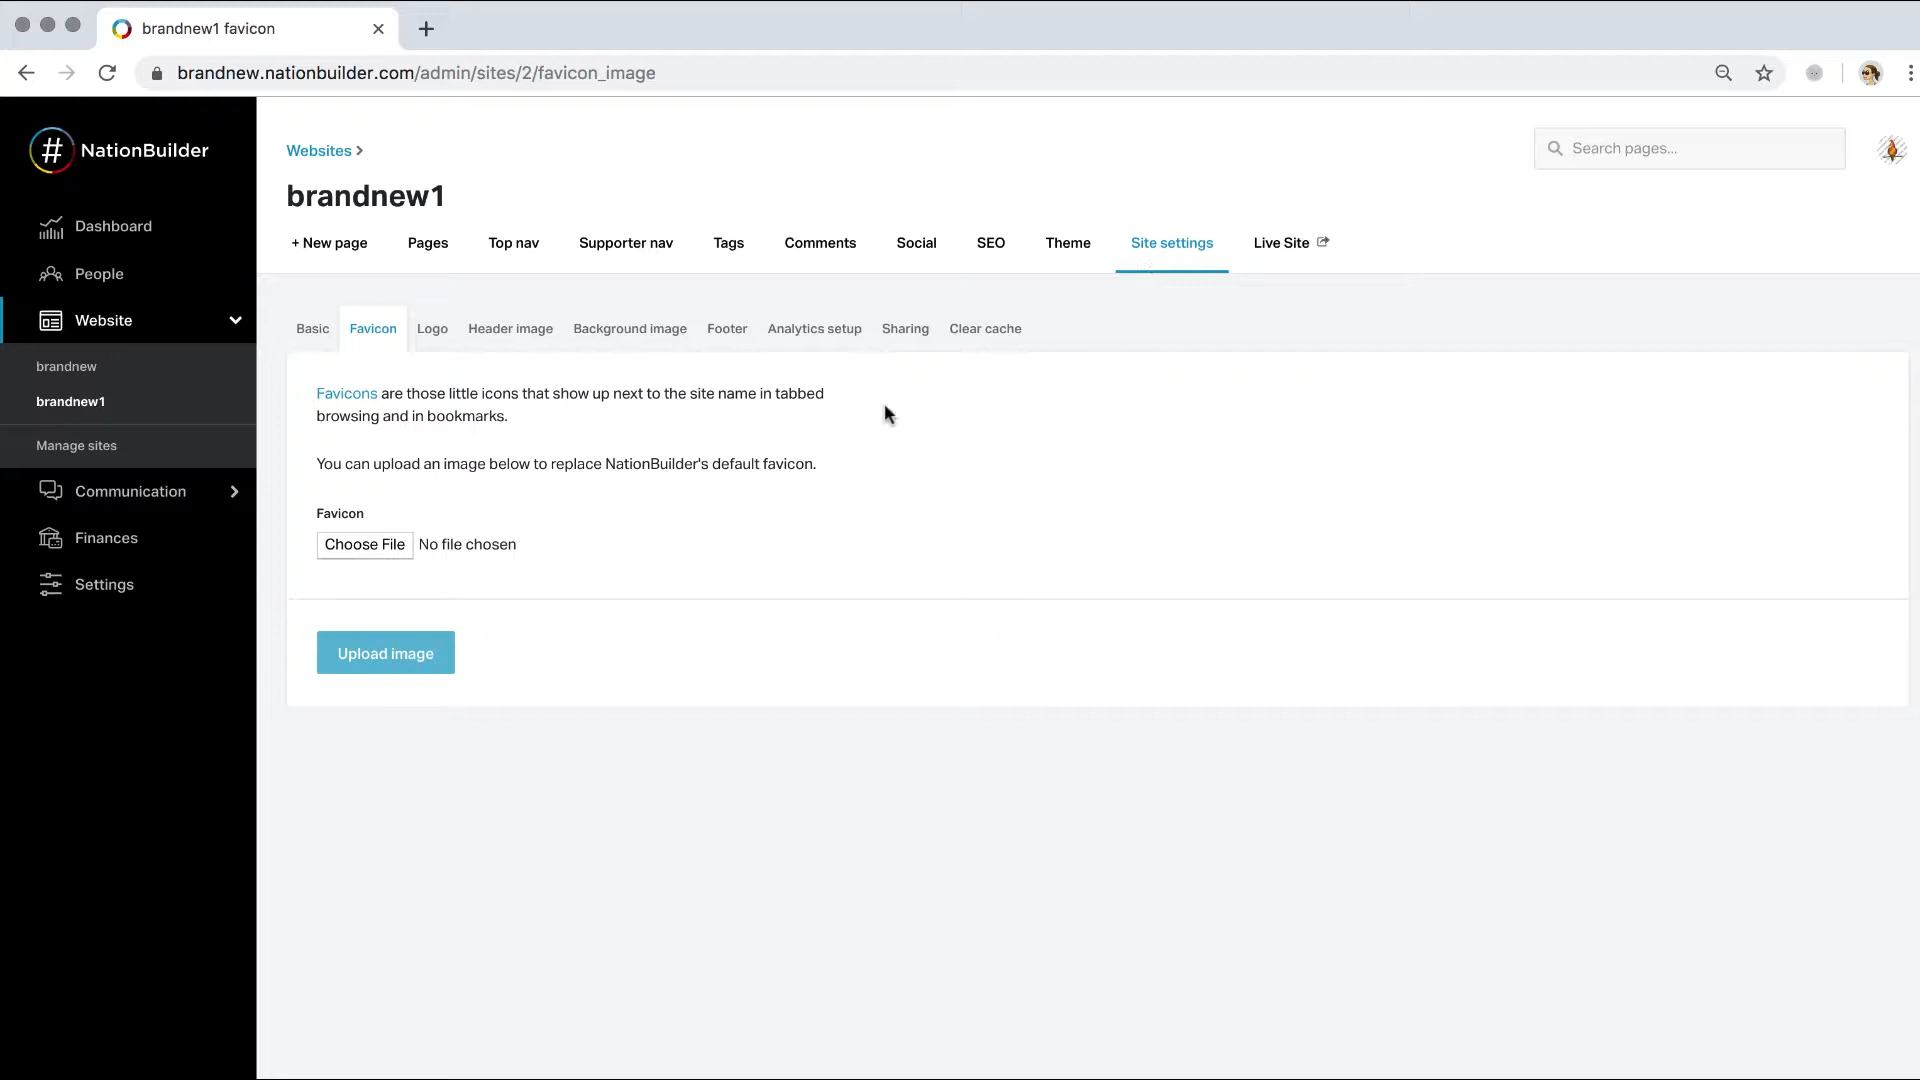 brandnew1 favicon
brandnew.nationbuilder.com/admin/sites/2/favicon_image
# NationBuilder
Dashboard
People
Website
brandnew
brandnew1
Manage sites
Communication
Finances
Settings
Websites >
Search pages...
brandnew1
+ New page Pages Top nav Supporter nav Tags Comments Social SEO Theme Site settings Live Site
Basic Favicon Logo Header image Background image Footer Analytics setup Sharing Clear cache
Favicons are those little icons that show up next to the site name in tabbed
browsing and in bookmarks.
You can upload an image below to replace NationBuilder's default favicon.
Favicon
Choose File No file chosen
Upload image